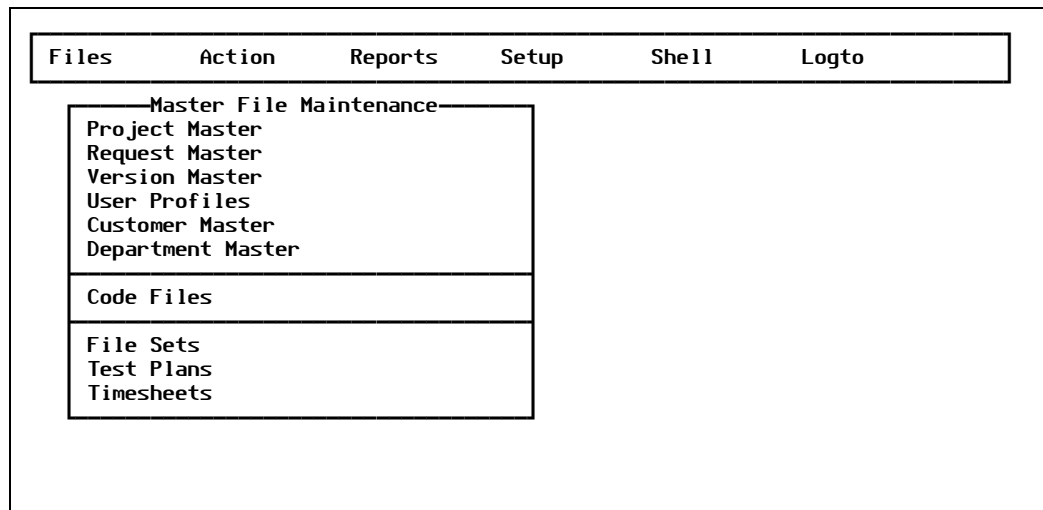 Files Action Reports Setup Shell Logto
Master File Maintenance
Project Master
Request Master
Version Master
User Profiles
Customer Master
Department Master
Code Files
File Sets
Test Plans
Timesheets